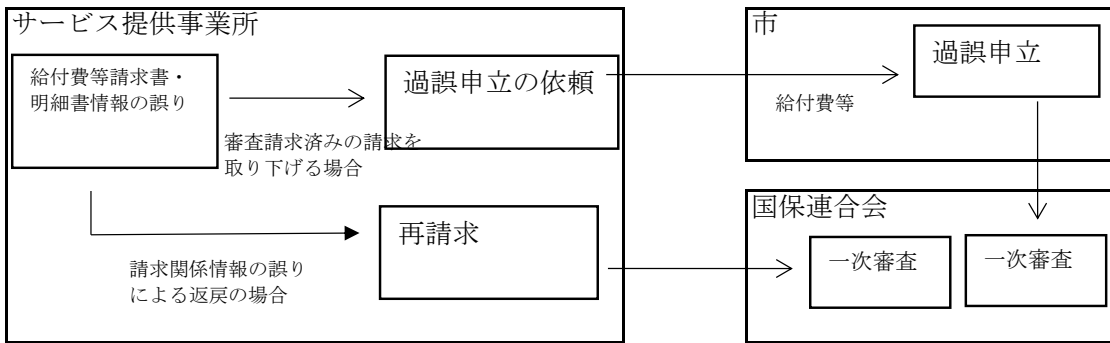 サービス提供事業所
給付費等請求書・
明細書情報の誤り
過誤申立の依頼
審査請求済みの請求を
取り下げる場合
再請求
請求関係情報の誤り
による返戻の場合
市
過誤申立
給付費等
国保連合会
一次審査
一次審査